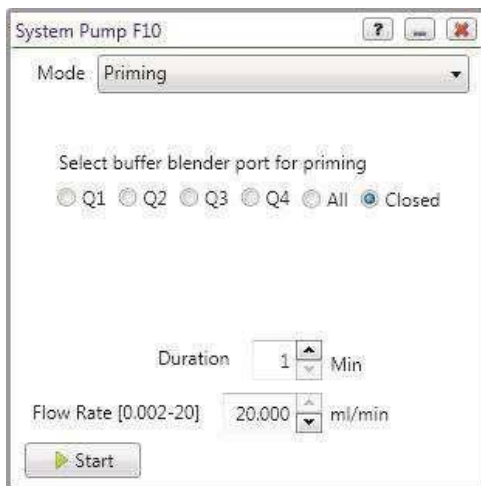 System Pump F10 ?
Mode Priming
Select buffer blender port for priming
Q1 Q2 Q3 Q4 All Closed
Duration 1 Min
Flow Rate [0.002-20] 20.000 ml/min
Start